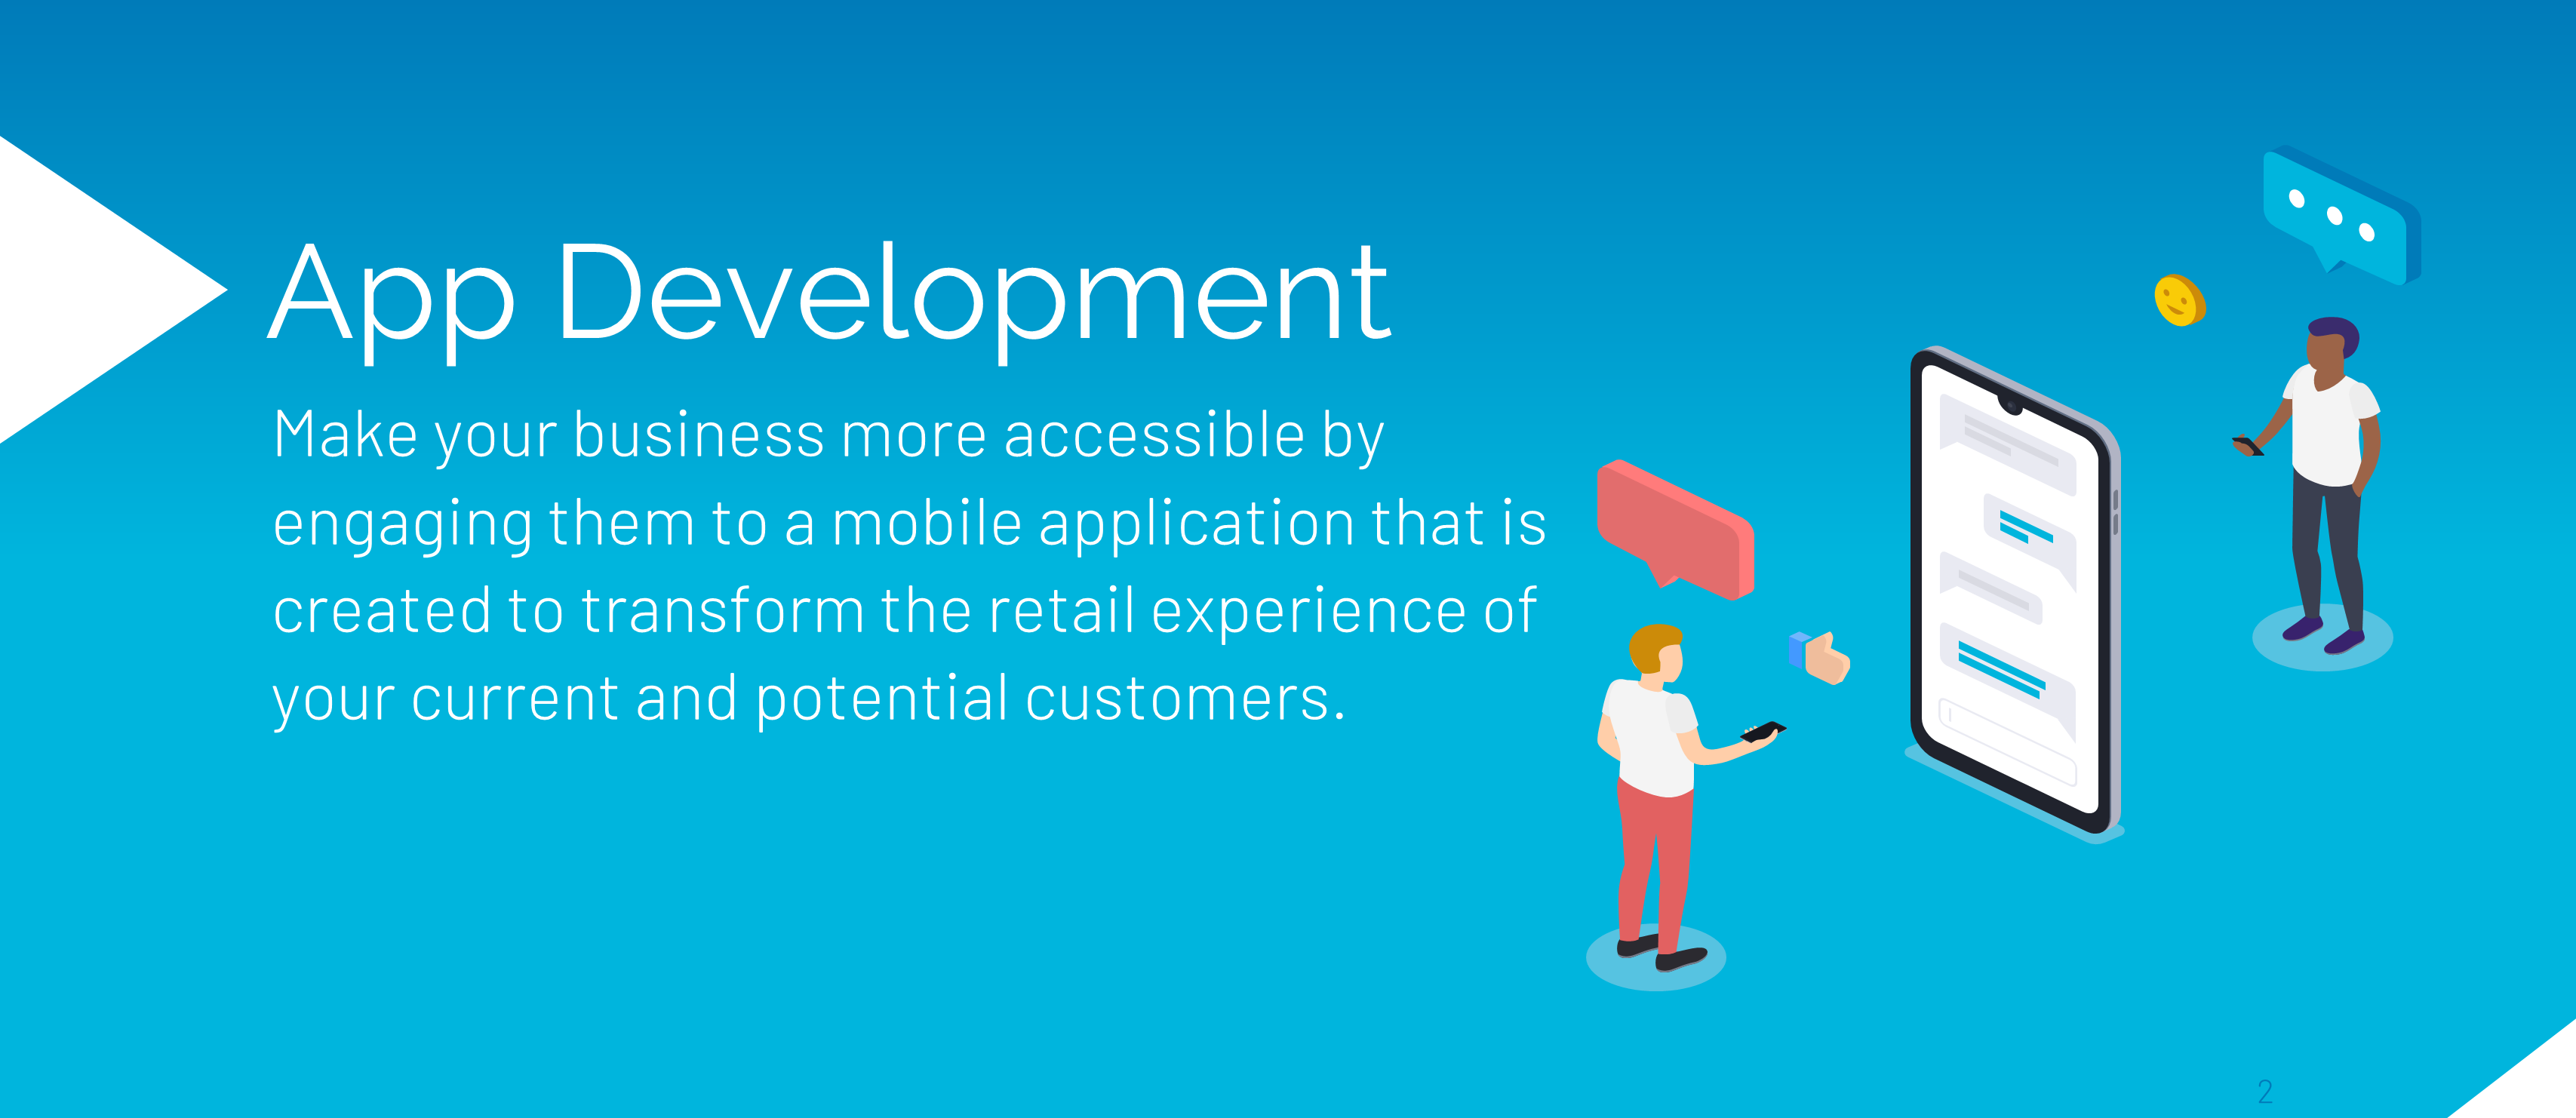 App Development
Make your business more accessible by
engaging them to a mobile application that is
created to transform the retail experience of
your current and potential customers.
2